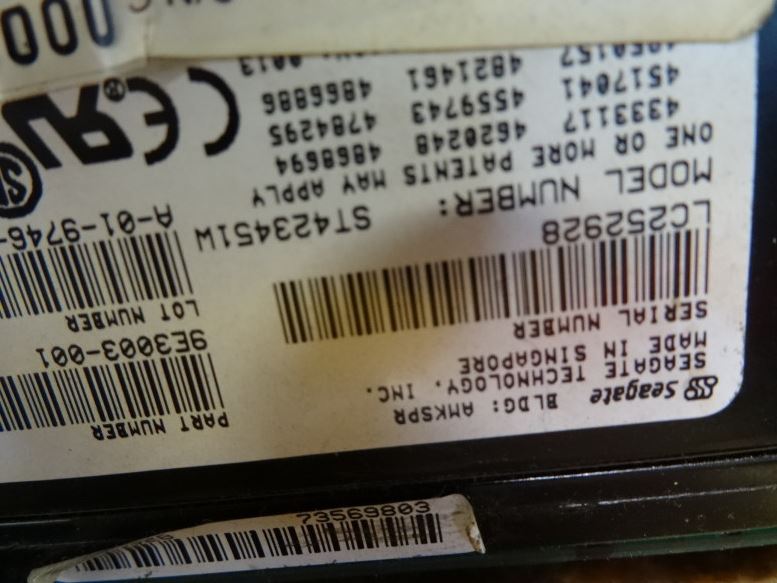 Seagate BLDG: AMKSPR
SEAGATE TECHNOLOGY, INC.
MADE IN SINGAPORE
SERIAL NUMBER
LC252928
MODEL NUMBER: ST423451W
ONE OR MORE PATENTS MAY APPLY
4333117 4620248 4868694
4517041 4559743 4784295
4050157 4821461 4866886
PART NUMBER
9E3003-001
LOT NUMBER
A-01-9746-
CE
73569803
000